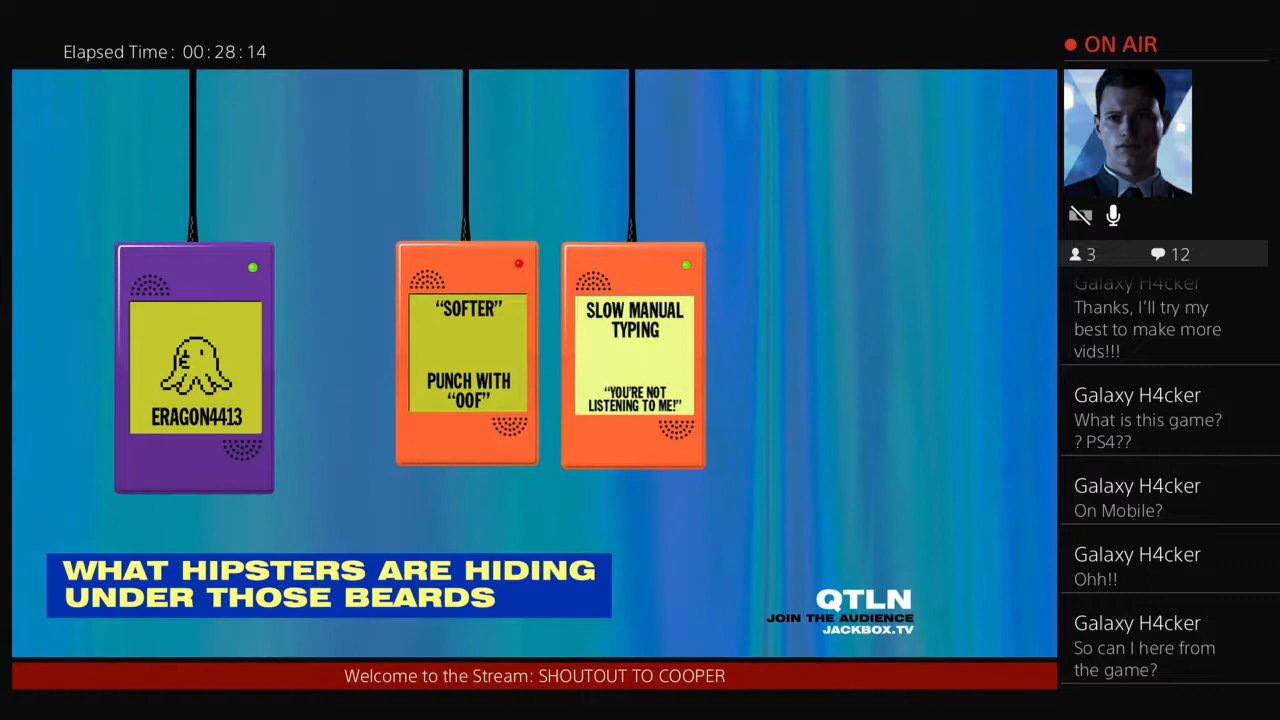 Elapsed Time: 00:28:14
ON AIR
3
12
ERAGON4413
“SOFTER”
PUNCH WITH
“OOF”
SLOW MANUAL
TYPING
“YOU'RE NOT
LISTENING TO ME!”
WHAT HIPSTERS ARE HIDING
UNDER THOSE BEARDS
QTLN
JOIN THE AUDIENCE
JACKBOX.TV
Welcome to the Stream: SHOUTOUT TO COOPER
Galaxy H4cker
Thanks, I'll try my
best to make more
vids!!!
Galaxy H4cker
What is this game?
? PS4??
Galaxy H4cker
On Mobile?
Galaxy H4cker
Ohh!!
Galaxy H4cker
So can I here from
the game?